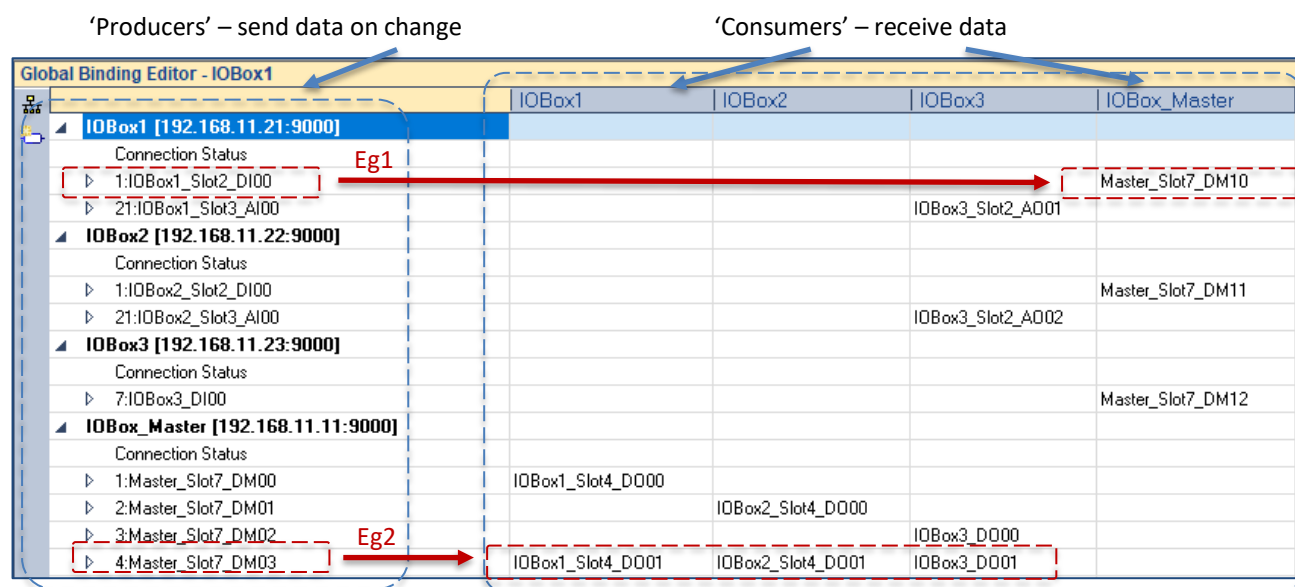 ‘Producers’ – send data on change ‘Consumers’ – receive data
Global Binding Editor - IOBox1
IOBox1 IOBox2 IOBox3 IOBox_Master
IOBox1 [192.168.11.21:9000]
Connection Status
Eg1
1:IOBox1_Slot2_DI00 Master_Slot7_DM10
21:IOBox1_Slot3_AI00 IOBox3_Slot2_AO01
IOBox2 [192.168.11.22:9000]
Connection Status
1:IOBox2_Slot2_DI00 Master_Slot7_DM11
21:IOBox2_Slot3_AI00 IOBox3_Slot2_AO02
IOBox3 [192.168.11.23:9000]
Connection Status
7:IOBox3_DI00 Master_Slot7_DM12
IOBox_Master [192.168.11.11:9000]
Connection Status
1:Master_Slot7_DM00 IOBox1_Slot4_DO00
2:Master_Slot7_DM01 IOBox2_Slot4_DO00
3:Master_Slot7_DM02 IOBox3_DO00
Eg2
4:Master_Slot7_DM03 IOBox1_Slot4_DO01 IOBox2_Slot4_DO01 IOBox3_DO01